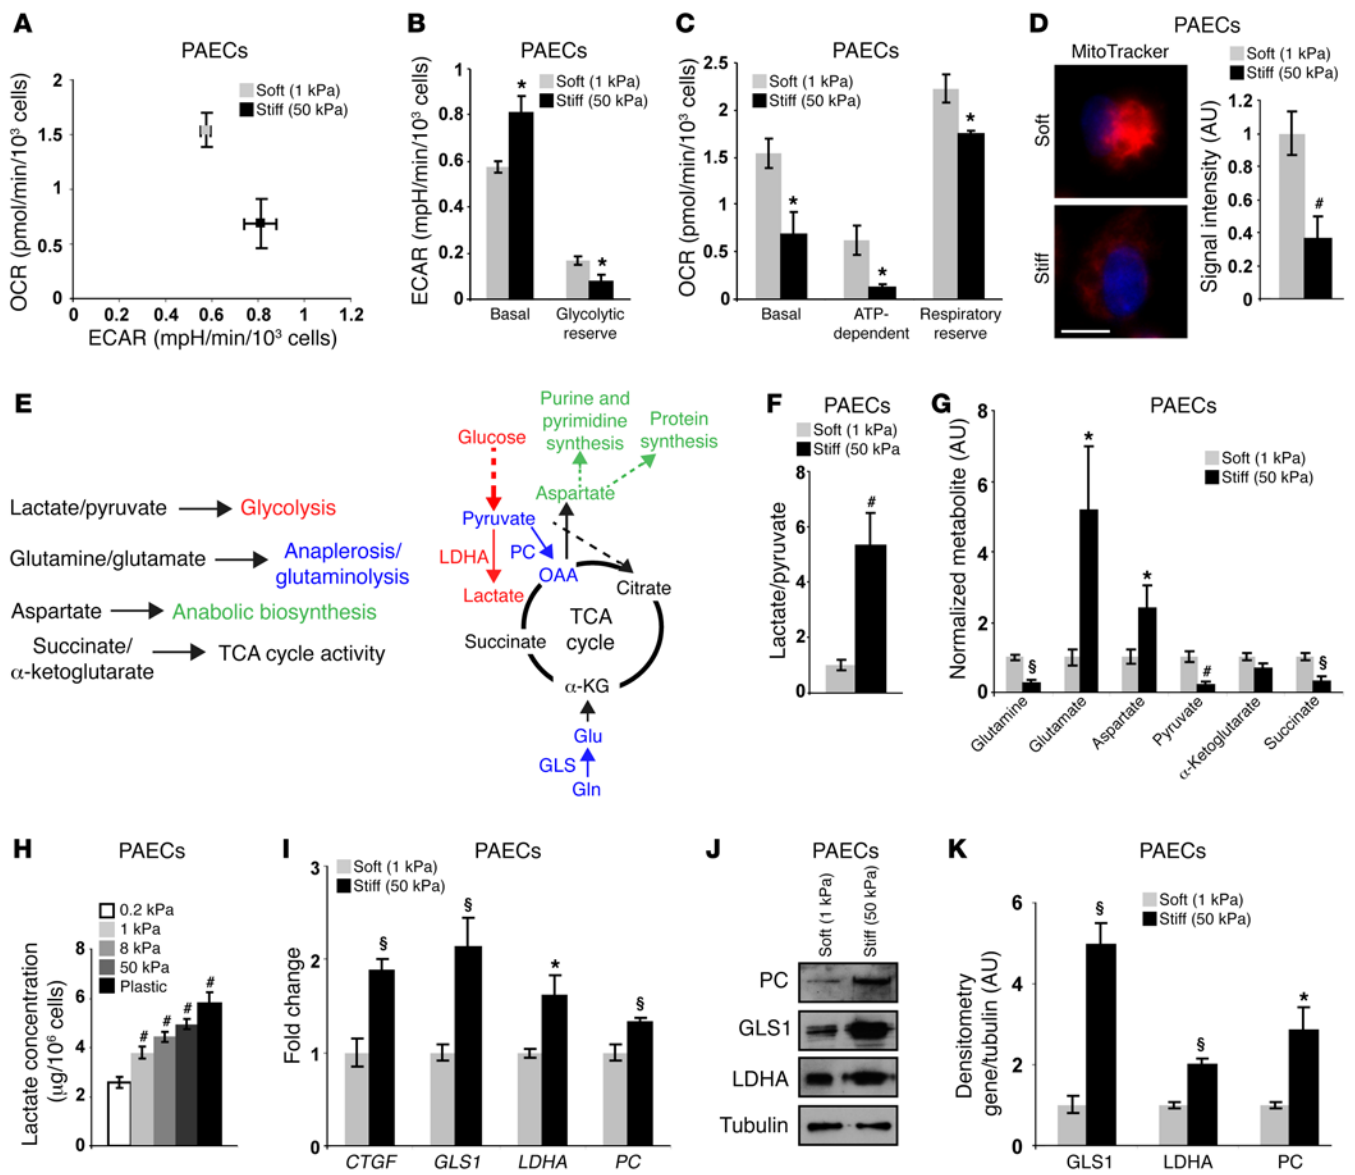 A
PAECs
OCR (pmol/min/10³ cells)
2
1.5
1
0.5
0
Soft (1 kPa)
Stiff (50 kPa)
0 0.2 0.4 0.6 0.8 1 1.2
ECAR (mpH/min/10³ cells)
B
PAECs
ECAR (mpH/min/10³ cells)
1
0.8
0.6
0.4
0.2
0
Soft (1 kPa)
Stiff (50 kPa)
*
*
Basal Glycolytic
reserve
C
PAECs
OCR (pmol/min/10³ cells)
2.5
2
1.5
1
0.5
0
Soft (1 kPa)
Stiff (50 kPa)
*
*
*
Basal ATP- Respiratory
dependent reserve
D
PAECs
MitoTracker
Soft
Stiff
Soft (1 kPa)
Stiff (50 kPa)
Signal intensity (AU)
1.2
1
0.8
0.6
0.4
0.2
0
#
E
Lactate/pyruvate Glycolysis
Glutamine/glutamate Anaplerosis/
glutaminolysis
Aspartate Anabolic biosynthesis
Succinate/
α-ketoglutarate TCA cycle activity
Purine and
pyrimidine
synthesis
Protein
synthesis
Glucose
Aspartate
Pyruvate
LDHA
PC
Lactate
OAA
Citrate
TCA
cycle
Succinate
α-KG
Glu
GLS
Gln
F
PAECs
Soft (1 kPa)
Stiff (50 kPa
Lactate/pyruvate
8
6
4
2
0
#
G
PAECs
Soft (1 kPa)
Stiff (50 kPa)
Normalized metabolite (AU)
8
6
4
2
0
§ * * # §
Glutamine
Glutamate
Aspartate
Pyruvate
α-Ketoglutarate
Succinate
H
PAECs
0.2 kPa
1 kPa
8 kPa
50 kPa
Plastic
Lactate concentration
(μg/10⁶ cells)
8
6
4
2
0
# # # #
I
PAECs
Soft (1 kPa)
Stiff (50 kPa)
Fold change
3
2
1
0
§ § * §
CTGF GLS1 LDHA PC
J
PAECs
Soft (1 kPa)
Stiff (50 kPa)
PC
GLS1
LDHA
Tubulin
K
PAECs
Soft (1 kPa)
Stiff (50 kPa)
Densitometry
gene/tubulin (AU)
6
4
2
0
§ § *
GLS1 LDHA PC